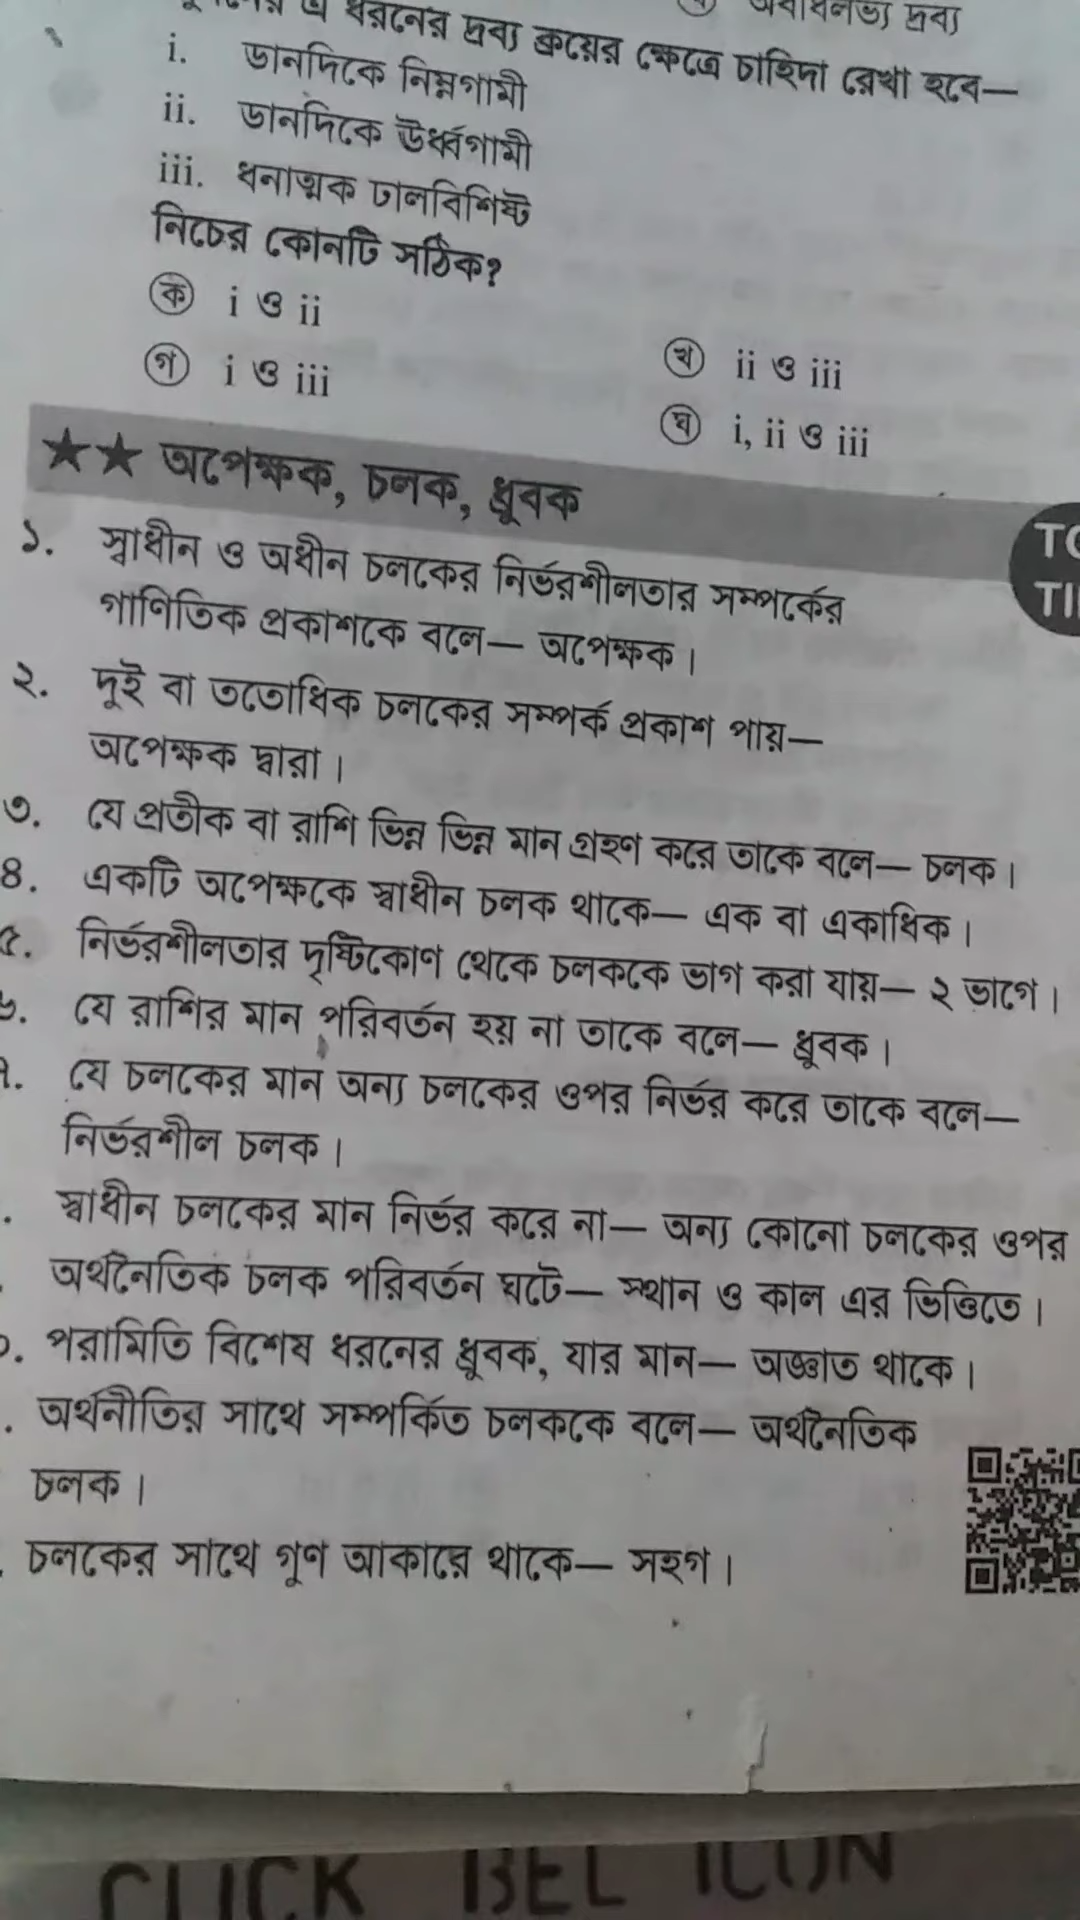 এ ধরনের দ্রব্য ক্রয়ের ক্ষেত্রে চাহিদা রেখা হবে—
i. ডানদিকে নিম্নগামী
ii. ডানদিকে ঊর্ধ্বগামী
iii. ধনাত্মক ঢালবিশিষ্ট
নিচের কোনটি সঠিক?
ক i ও ii
খ ii ও iii
গ i ও iii
ঘ i, ii ও iii
★★ অপেক্ষক, চলক, ধ্রুবক
১. স্বাধীন ও অধীন চলকের নির্ভরশীলতার সম্পর্কের
গাণিতিক প্রকাশকে বলে— অপেক্ষক।
২. দুই বা ততোধিক চলকের সম্পর্ক প্রকাশ পায়—
অপেক্ষক দ্বারা।
৩. যে প্রতীক বা রাশি ভিন্ন ভিন্ন মান গ্রহণ করে তাকে বলে— চলক।
৪. একটি অপেক্ষকে স্বাধীন চলক থাকে— এক বা একাধিক।
৫. নির্ভরশীলতার দৃষ্টিকোণ থেকে চলককে ভাগ করা যায়— ২ ভাগে।
৬. যে রাশির মান পরিবর্তন হয় না তাকে বলে— ধ্রুবক।
৭. যে চলকের মান অন্য চলকের ওপর নির্ভর করে তাকে বলে—
নির্ভরশীল চলক।
স্বাধীন চলকের মান নির্ভর করে না— অন্য কোনো চলকের ওপর
অর্থনৈতিক চলক পরিবর্তন ঘটে— স্থান ও কাল এর ভিত্তিতে।
পরামিতি বিশেষ ধরনের ধ্রুবক, যার মান— অজ্ঞাত থাকে।
অর্থনীতির সাথে সম্পর্কিত চলককে বলে— অর্থনৈতিক
চলক।
চলকের সাথে গুণ আকারে থাকে— সহগ।
CLICK BEL ICON